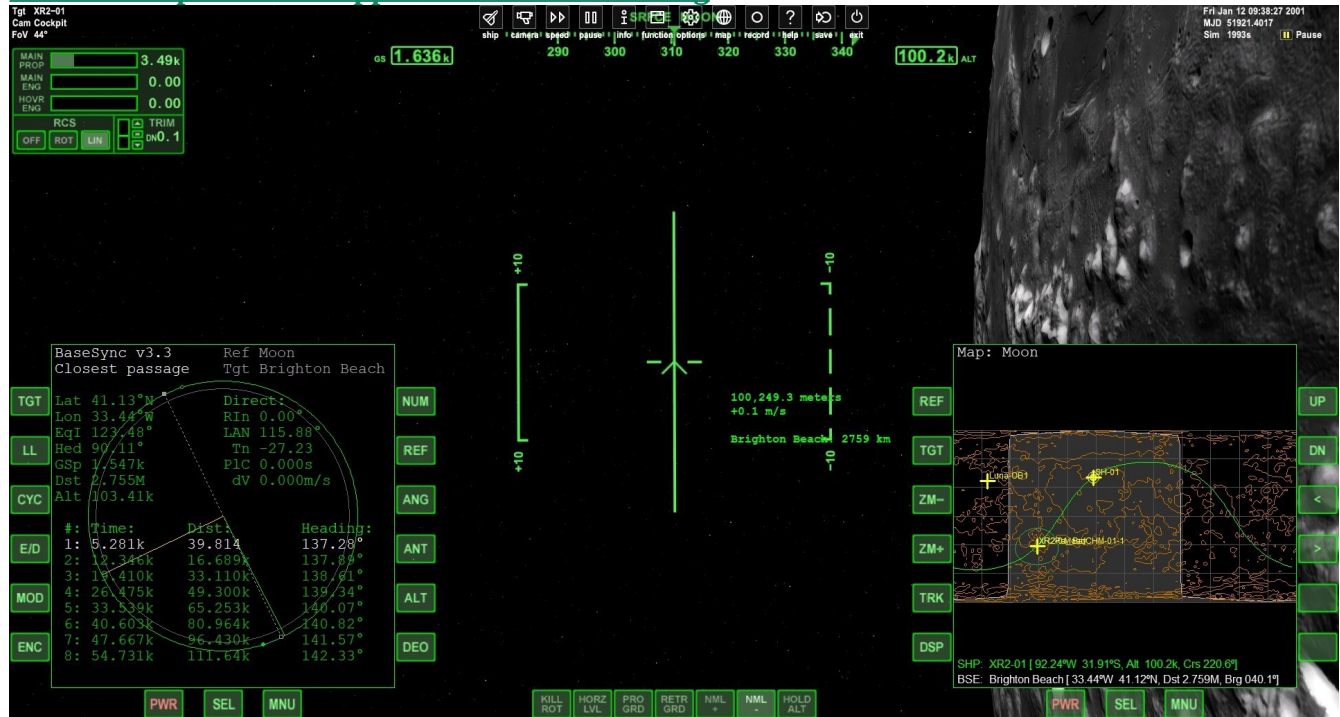 Tgt XR2-01
Cam Cockpit
FoV 44°
ship camera speed pause info function options map record help save exit
Fri Jan 12 09:38:27 2001
MJD 51921.4017
Sim 1993s
Pause
290 300 310 320 330 340
GS 1.636k
100.2k ALT
MAIN PROP 3.49k
MAIN ENG 0.00
HOVR ENG 0.00
RCS
OFF ROT LIN
TRIM
DN0.1
+10 -10
+10 -10
100,249.3 meters
+0.1 m/s
Brighton Beach 2759 km
BaseSync v3.3 Ref Moon
Closest passage Tgt Brighton Beach
Lat 41.13°N Direct:
Lon 33.44°W RIn 0.00°
EqI 123.48° LAN 115.88°
Hed 90.11° Tn -27.23
GSp 1.547k PlC 0.000s
Dst 2.755M dV 0.000m/s
Alt 103.41k
#: Time: Dist: Heading:
1: 5.281k 39.814 137.28°
2: 12.346k 16.689k 137.89°
3: 19.410k 33.110k 138.61°
4: 26.475k 49.300k 139.34°
5: 33.539k 65.253k 140.07°
6: 40.603k 80.964k 140.82°
7: 47.667k 96.430k 141.57°
8: 54.731k 111.64k 142.33°
TGT
LL
CYC
E/D
MOD
ENC
NUM
REF
ANG
ANT
ALT
DEO
PWR SEL MNU
KILL ROT
HORZ LVL
PRO GRD
RETR GRD
NML +
NML -
HOLD ALT
Map: Moon
Luna-OB1
SH-01
SHP: XR2-01 [ 92.24°W 31.91°S, Alt 100.2k, Crs 220.6°]
BSE: Brighton Beach [ 33.44°W 41.12°N, Dst 2.759M, Brg 040.1°]
REF
TGT
ZM-
ZM+
TRK
DSP
UP
DN
<
>
PWR SEL MNU